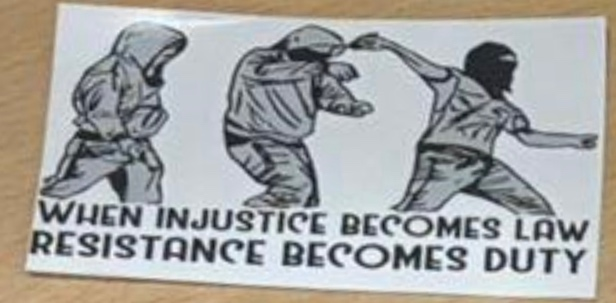 WHEN INJUSTICE BECOMES LAW
RESISTANCE BECOMES DUTY